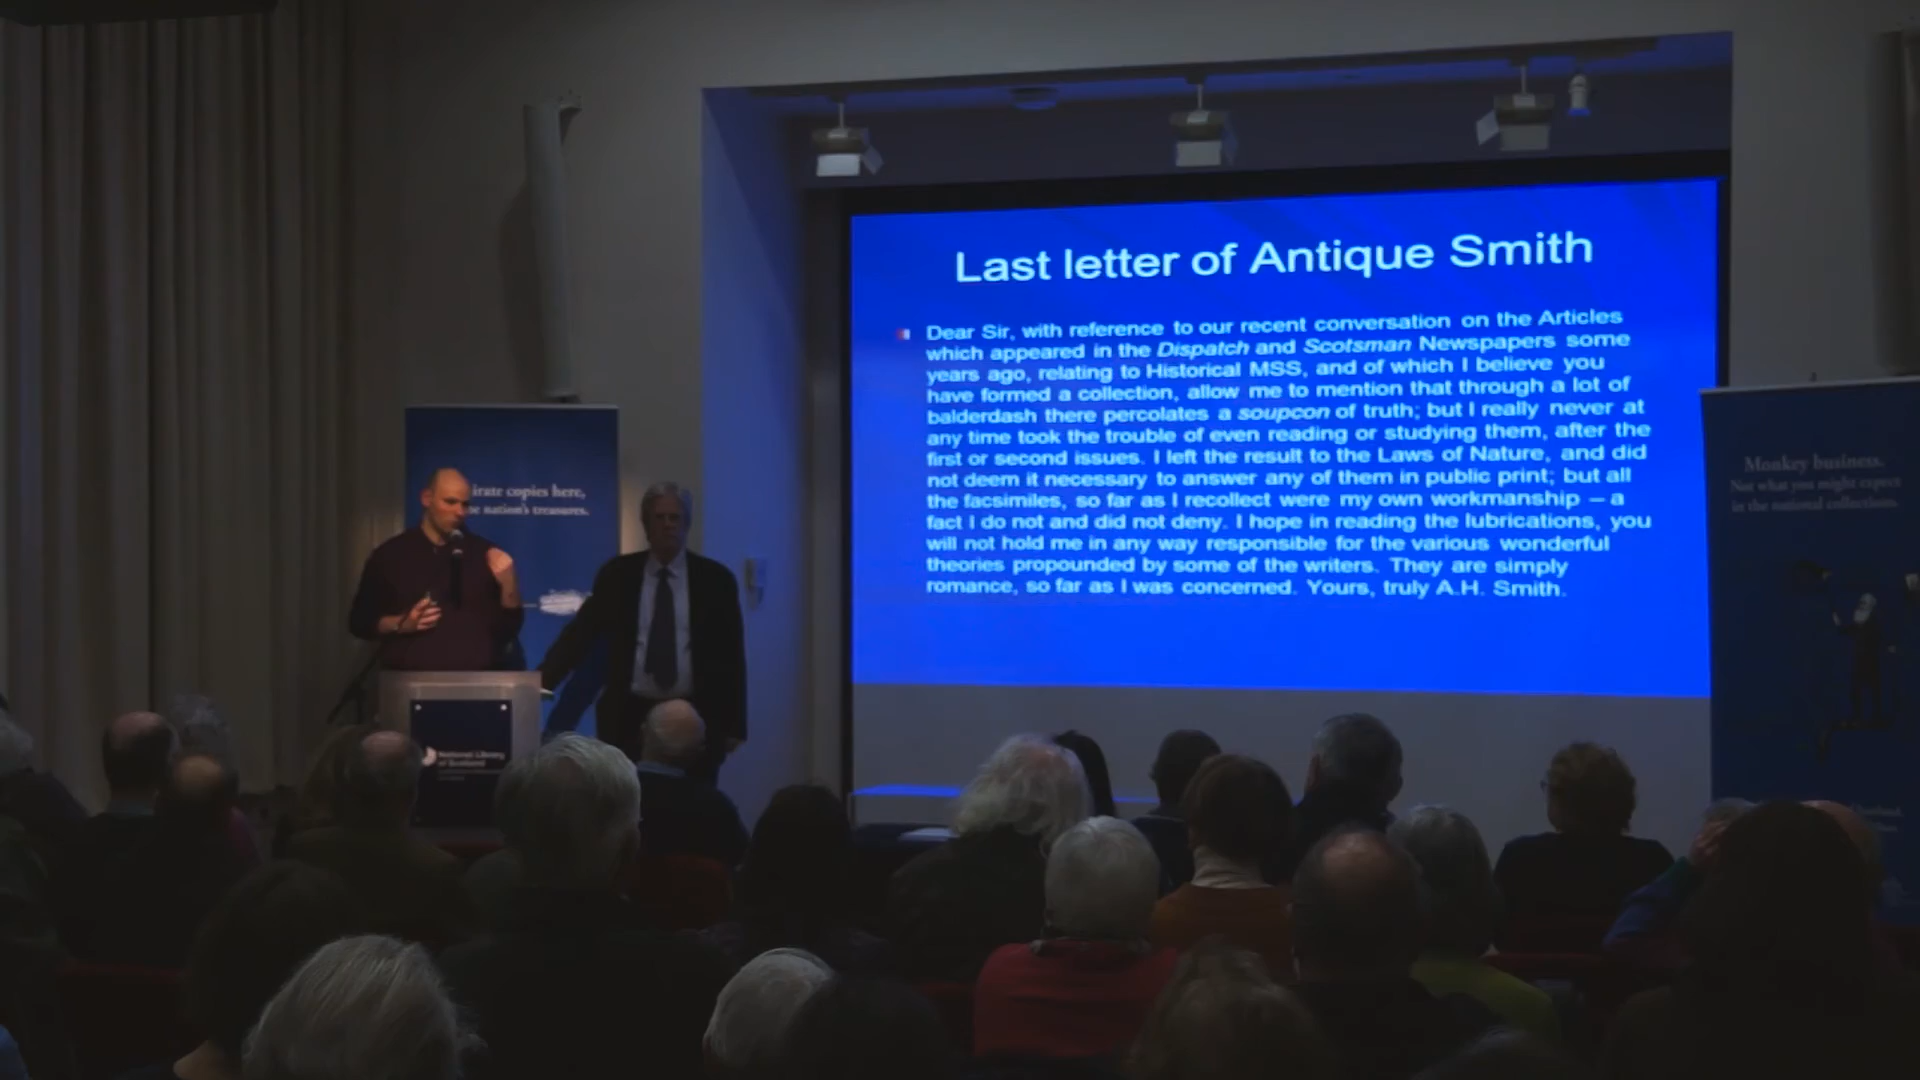 Last letter of Antique Smith
Dear Sir, with reference to our recent conversation on the Articles
which appeared in the Dispatch and Scotsman Newspapers some
years ago, relating to Historical MSS, and of which I believe you
have formed a collection, allow me to mention that through a lot of
balderdash there percolates a soupcon of truth; but I really never at
any time took the trouble of even reading or studying them, after the
first or second issues. I left the result to the Laws of Nature, and did
not deem it necessary to answer any of them in public print; but all
the facsimiles, so far as I recollect were my own workmanship – a
fact I do not and did not deny. I hope in reading the lubrications, you
will not hold me in any way responsible for the various wonderful
theories propounded by some of the writers. They are simply
romance, so far as I was concerned. Yours, truly A.H. Smith.
irate copies here,
nation's treasures.
National Library
of Scotland
Monkey business.
Not what you might expect
in the national collections.